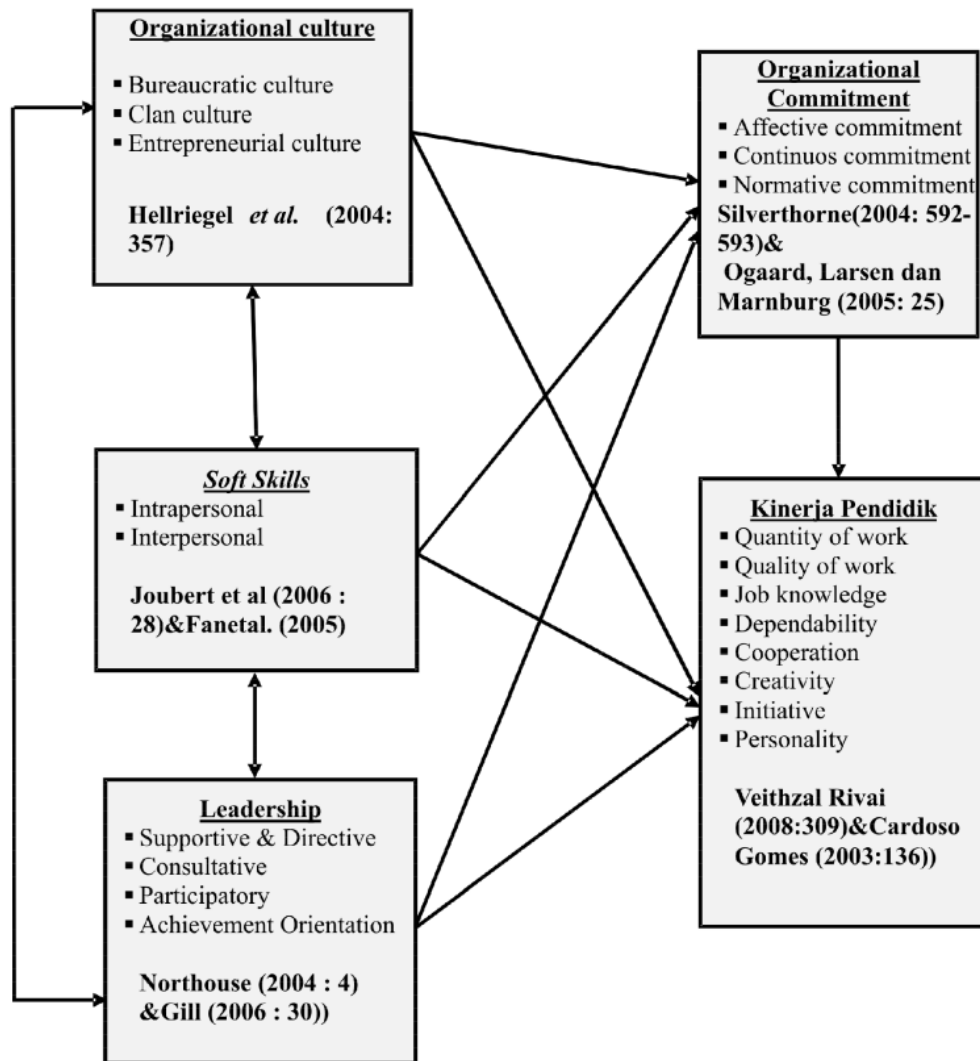 Organizational culture
▪ Bureaucratic culture
▪ Clan culture
▪ Entrepreneurial culture
Hellriegel et al. (2004:
357)
Soft Skills
▪ Intrapersonal
▪ Interpersonal
Joubert et al (2006 :
28)&Fanetal. (2005)
Leadership
▪ Supportive & Directive
▪ Consultative
▪ Participatory
▪ Achievement Orientation
Northouse (2004 : 4)
&Gill (2006 : 30))
Organizational
Commitment
▪ Affective commitment
▪ Continuos commitment
▪ Normative commitment
Silverthorne(2004: 592-
593)&
Ogaard, Larsen dan
Marnburg (2005: 25)
Kinerja Pendidik
▪ Quantity of work
▪ Quality of work
▪ Job knowledge
▪ Dependability
▪ Cooperation
▪ Creativity
▪ Initiative
▪ Personality
Veithzal Rivai
(2008:309)&Cardoso
Gomes (2003:136))